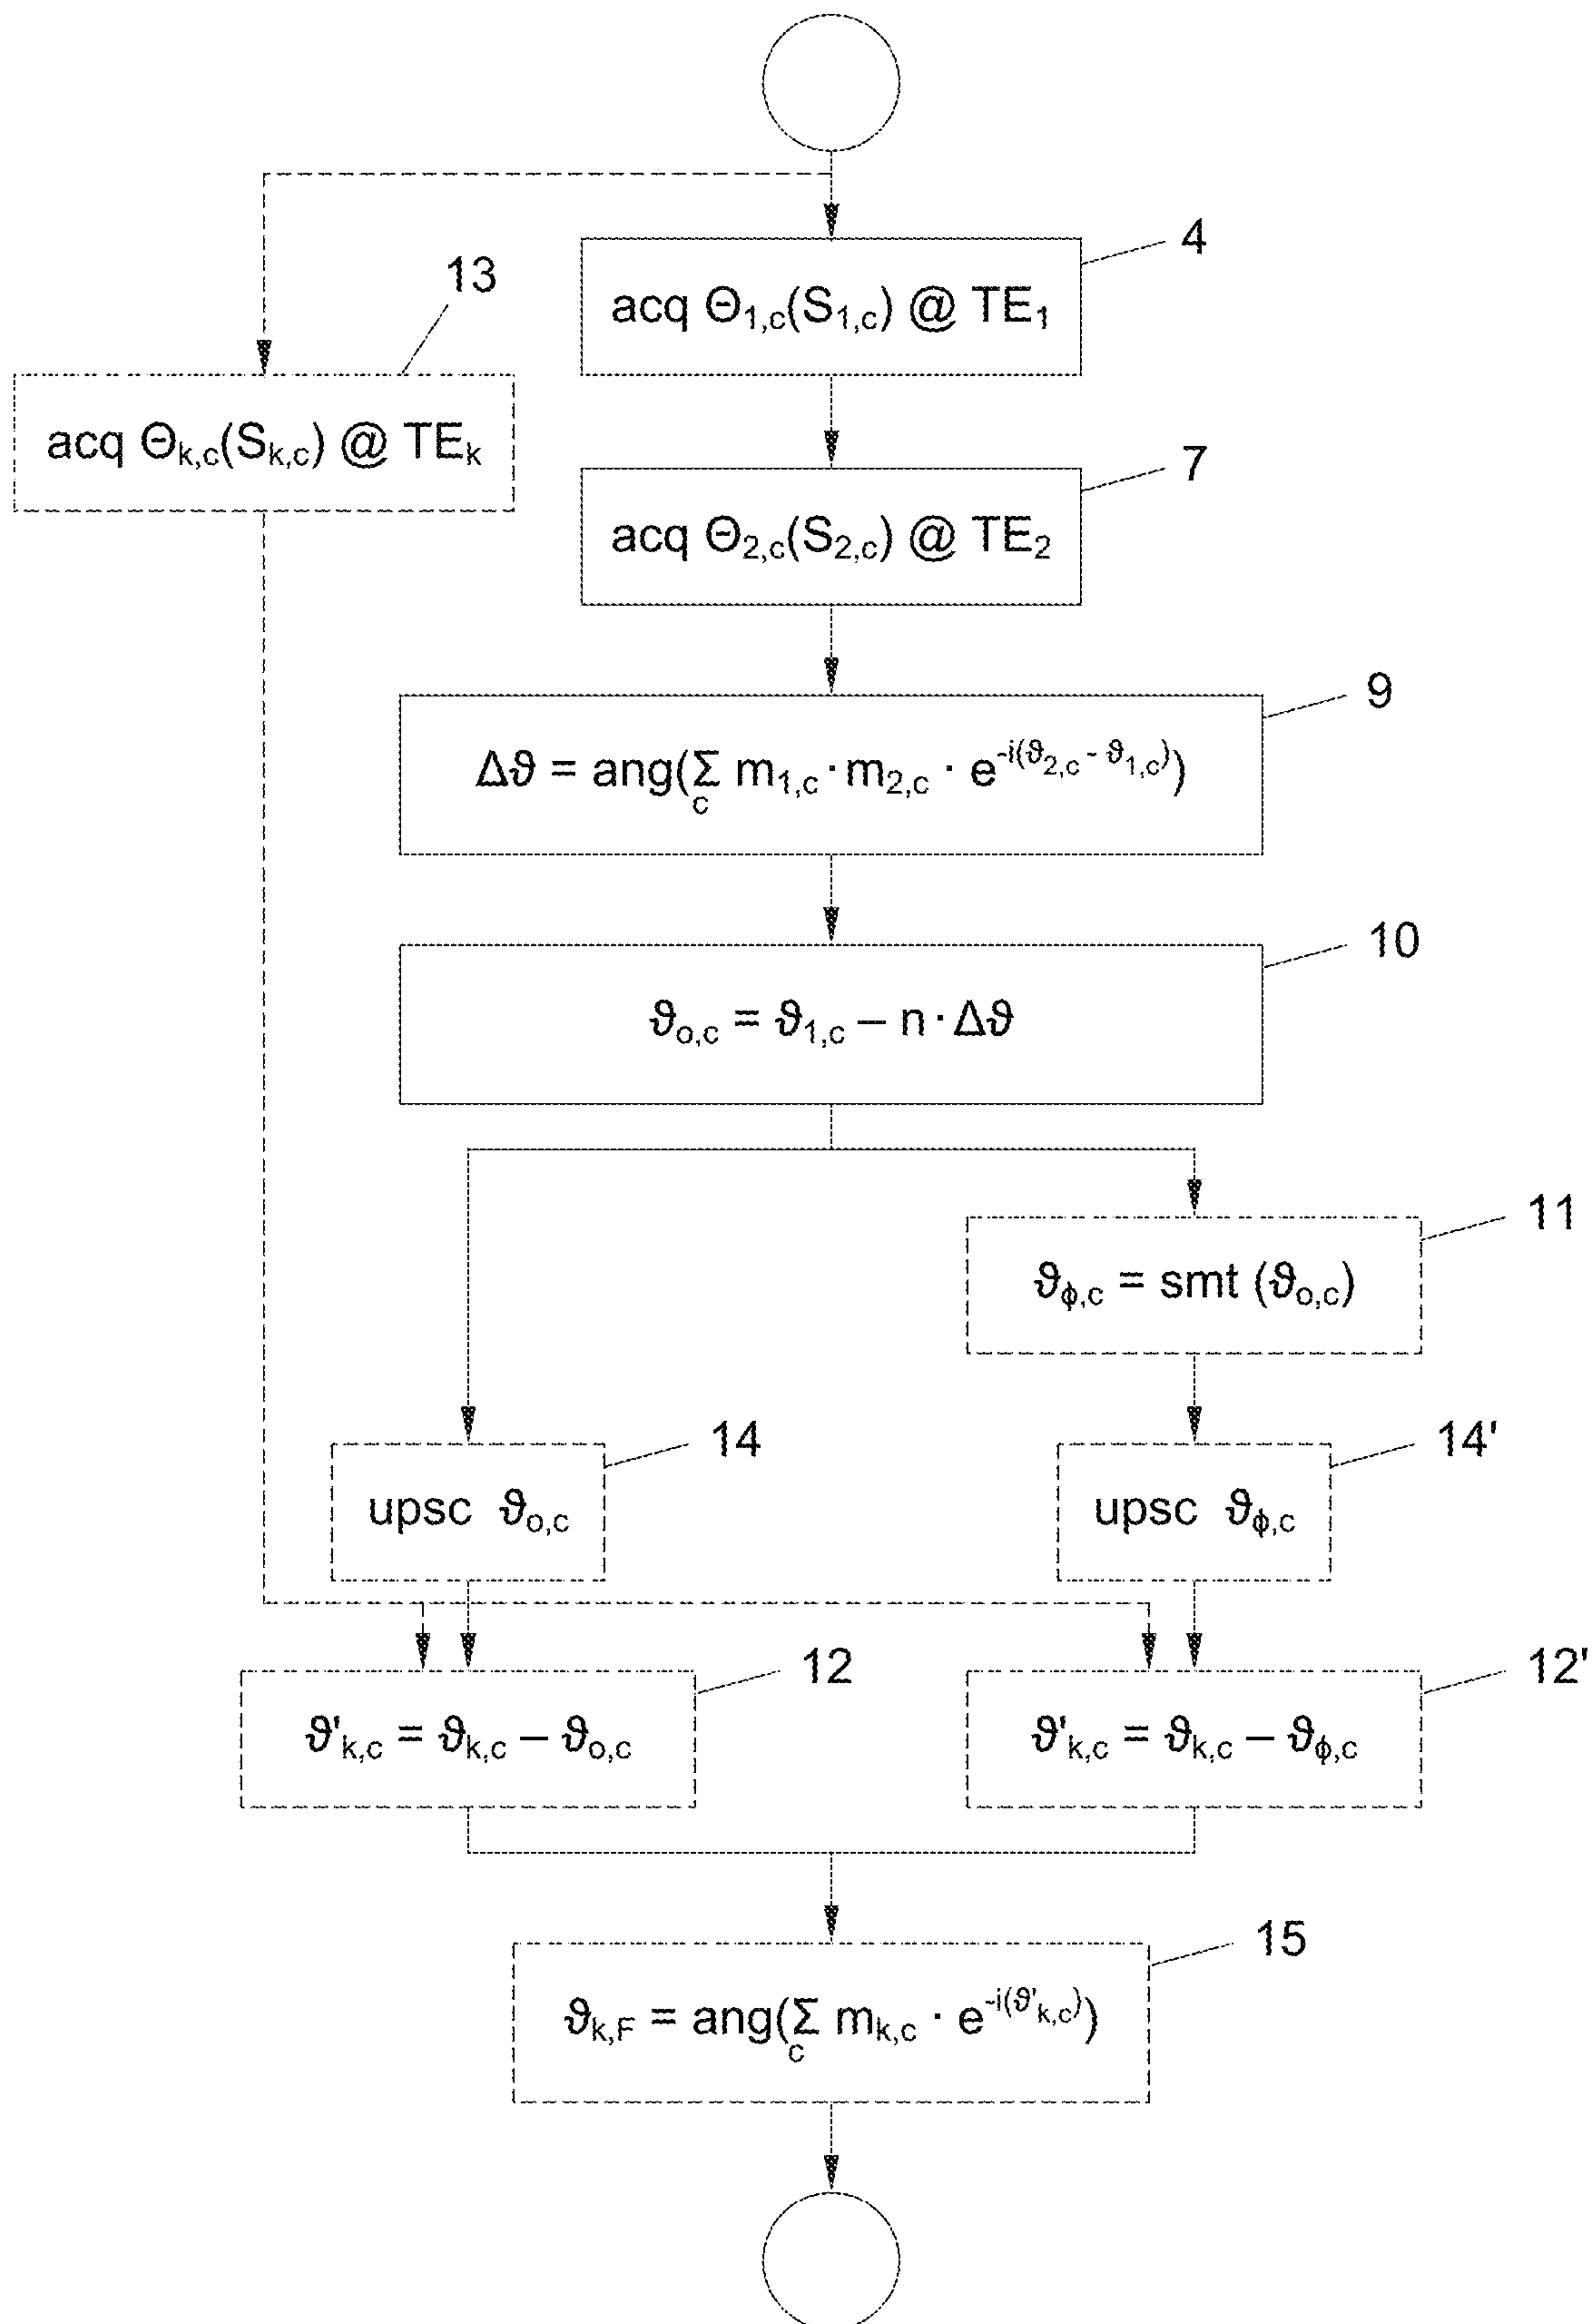 4
acq Θ₁,c(S₁,c) @ TE₁
13
acq Θk,c(Sk,c) @ TEk
7
acq Θ₂,c(S₂,c) @ TE₂
9
Δϑ = ang(Σc m₁,c · m₂,c · e^-i(ϑ₂,c - ϑ₁,c))
10
ϑo,c = ϑ₁,c – n · Δϑ
11
ϑϕ,c = smt (ϑo,c)
14
upsc ϑo,c
14'
upsc ϑϕ,c
12
ϑ'k,c = ϑk,c – ϑo,c
12'
ϑ'k,c = ϑk,c – ϑϕ,c
15
ϑk,F = ang(Σc mk,c · e^-i(ϑ'k,c))